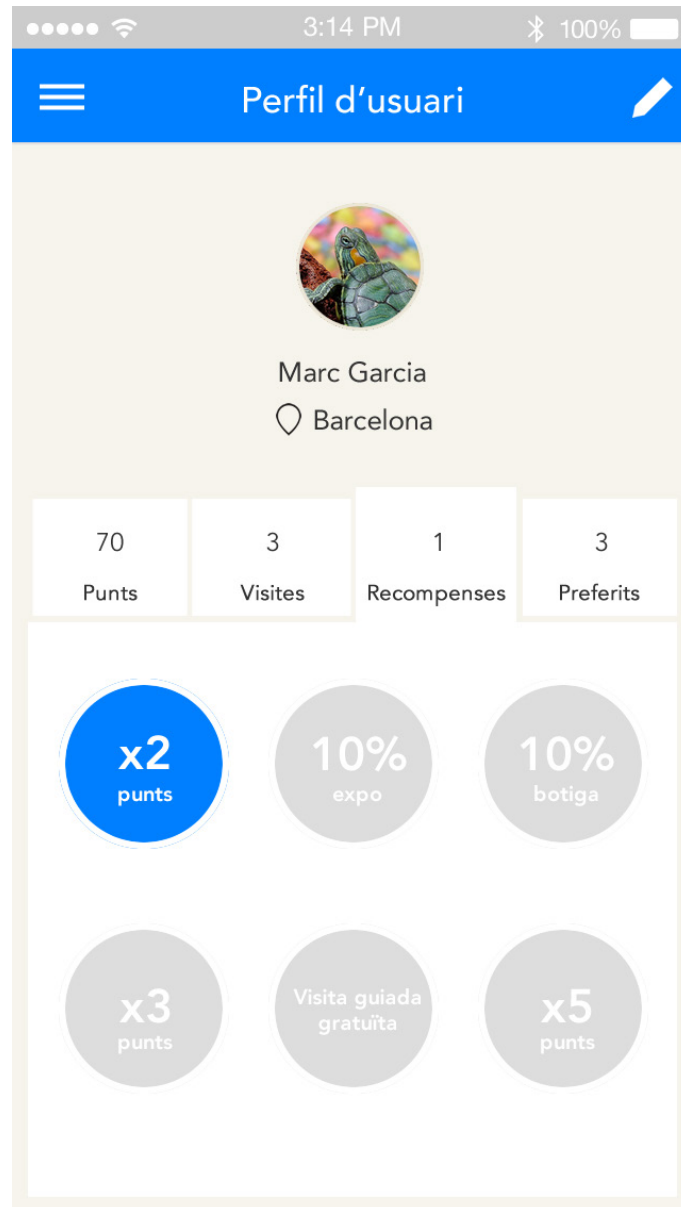 3:14 PM 100%
Perfil d’usuari
Marc Garcia
Barcelona
70 3 1 3
Punts Visites Recompenses Preferits
x2 10% 10%
punts expo botiga
x3 Visita guiada x5
punts gratuïta punts